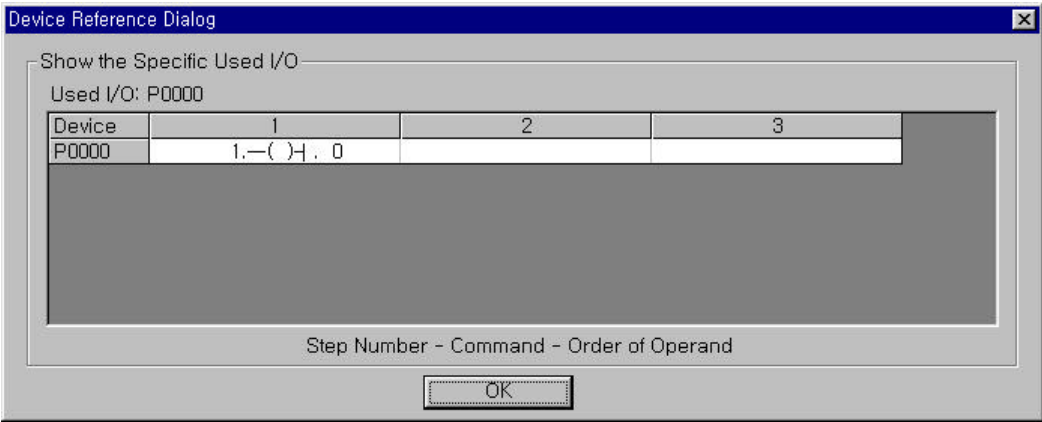 Device Reference Dialog
Show the Specific Used I/O
Used I/O: P0000
Device 1 2 3
P0000 1.—( )⊣ . 0
Step Number - Command - Order of Operand
OK